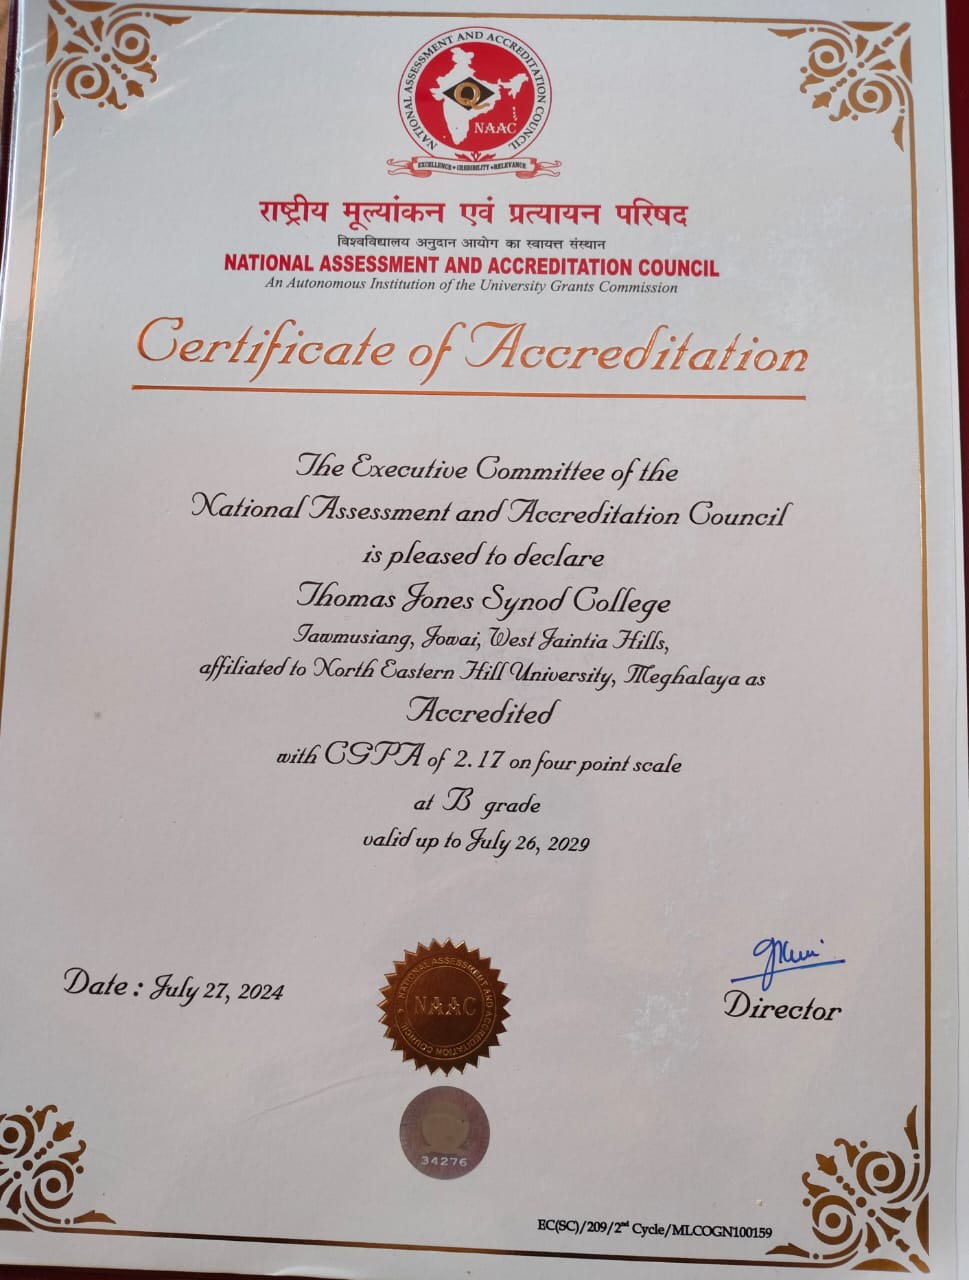 NATIONAL ASSESSMENT AND ACCREDITATION COUNCIL
Q
NAAC
EXCELLENCE • CREDIBILITY • RELEVANCE
राष्ट्रीय मूल्यांकन एवं प्रत्यायन परिषद
विश्वविद्यालय अनुदान आयोग का स्वायत्त संस्थान
NATIONAL ASSESSMENT AND ACCREDITATION COUNCIL
An Autonomous Institution of the University Grants Commission
Certificate of Accreditation
The Executive Committee of the
National Assessment and Accreditation Council
is pleased to declare
Thomas Jones Synod College
Iawmusiang, Jowai, West Jaintia Hills,
affiliated to North Eastern Hill University, Meghalaya as
Accredited
with CGPA of 2.17 on four point scale
at B grade
valid up to July 26, 2029
Date : July 27, 2024
NATIONAL ASSESSMENT AND ACCREDITATION COUNCIL
NAAC
Director
34276
EC(SC)/209/2nd Cycle/MLCOGN100159